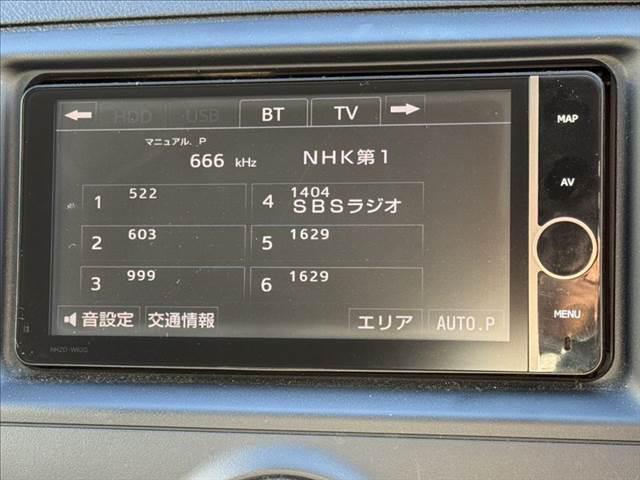 HDD USB BT TV
マニュアル. P
666 kHz NHK第1
1 522
4 1404 SBSラジオ
2 603
5 1629
3 999
6 1629
音設定 交通情報 エリア AUTO.P
MAP
AV
MENU
NHZD-W62G